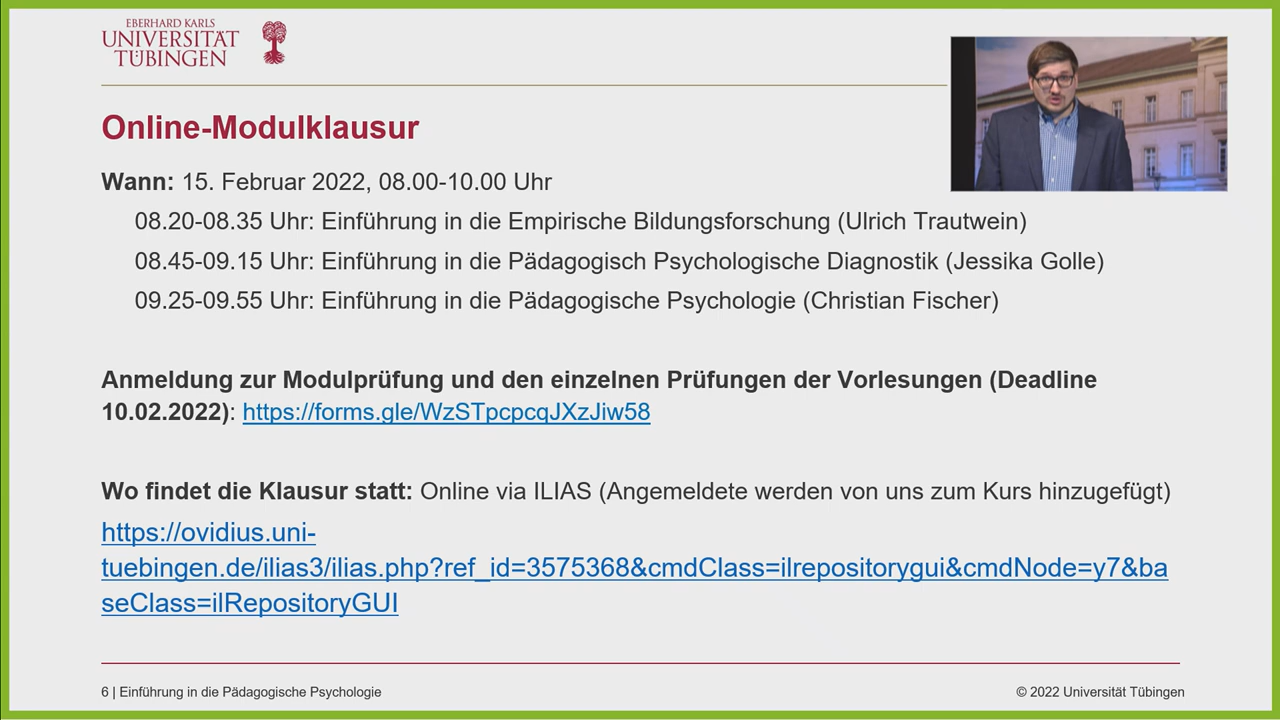 EBERHARD KARLS
UNIVERSITÄT
TÜBINGEN
Online-Modulklausur
Wann: 15. Februar 2022, 08.00-10.00 Uhr
08.20-08.35 Uhr: Einführung in die Empirische Bildungsforschung (Ulrich Trautwein)
08.45-09.15 Uhr: Einführung in die Pädagogisch Psychologische Diagnostik (Jessika Golle)
09.25-09.55 Uhr: Einführung in die Pädagogische Psychologie (Christian Fischer)
Anmeldung zur Modulprüfung und den einzelnen Prüfungen der Vorlesungen (Deadline
10.02.2022): https://forms.gle/WzSTpcpcqJXzJiw58
Wo findet die Klausur statt: Online via ILIAS (Angemeldete werden von uns zum Kurs hinzugefügt)
https://ovidius.uni-
tuebingen.de/ilias3/ilias.php?ref_id=3575368&cmdClass=ilrepositorygui&cmdNode=y7&ba
seClass=ilRepositoryGUI
6 | Einführung in die Pädagogische Psychologie
© 2022 Universität Tübingen